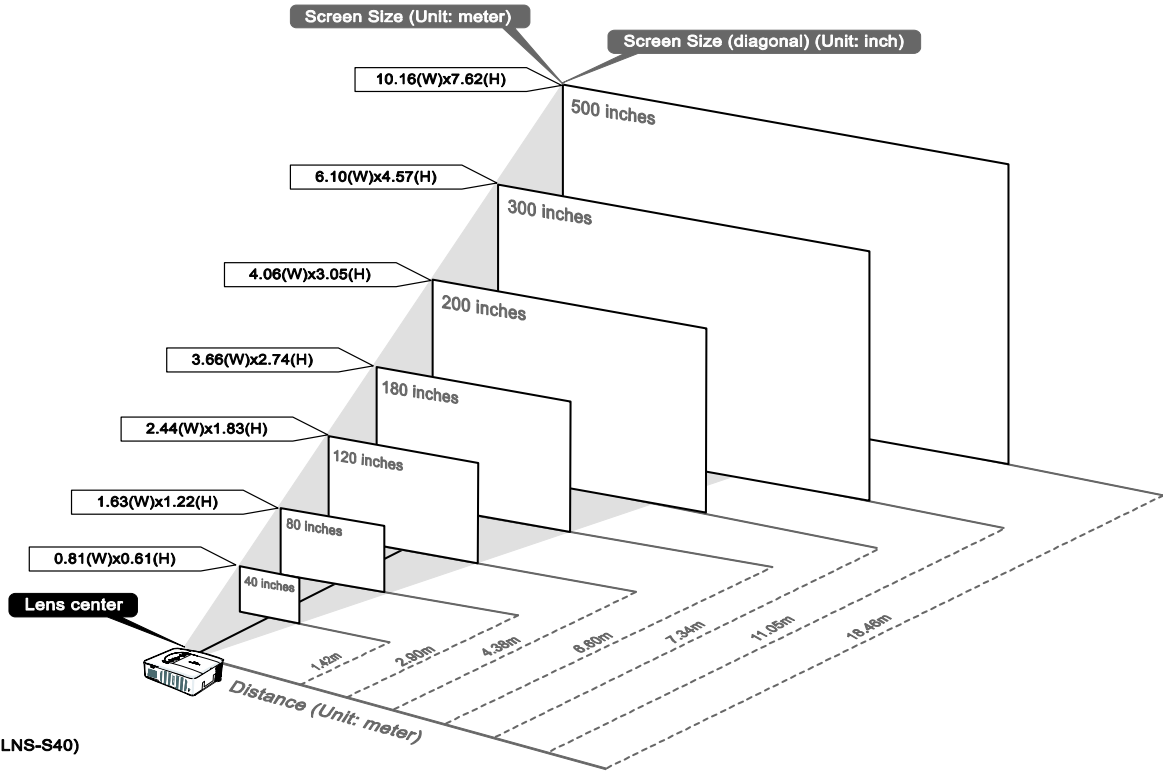 Screen Size (Unit: meter)
Screen Size (diagonal) (Unit: inch)
10.16(W)x7.62(H)
500 inches
6.10(W)x4.57(H)
300 inches
4.06(W)x3.05(H)
200 inches
3.66(W)x2.74(H)
180 inches
2.44(W)x1.83(H)
120 inches
1.63(W)x1.22(H)
80 inches
0.81(W)x0.61(H)
40 inches
Lens center
1.42m
2.90m
4.38m
6.60m
7.34m
11.05m
18.46m
Distance (Unit: meter)
LNS-S40)